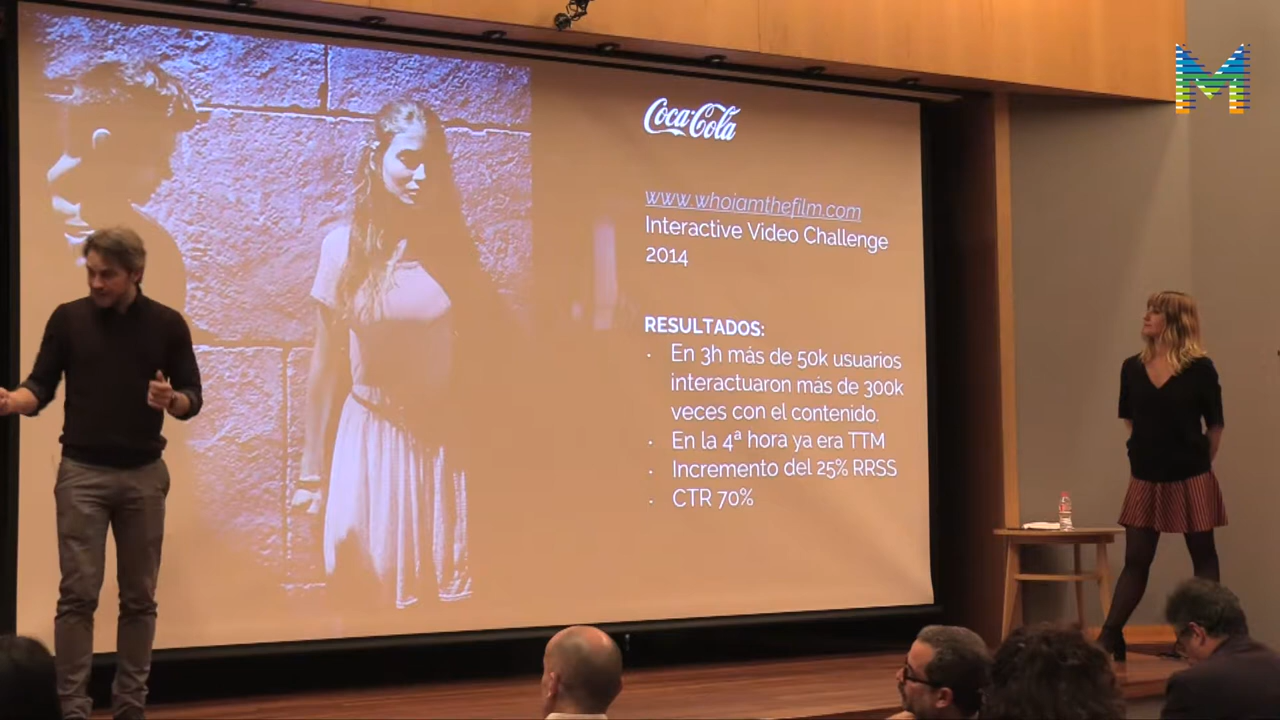 M
Coca-Cola
www.whoiamthefilm.com
Interactive Video Challenge
2014
RESULTADOS:
· En 3h más de 50k usuarios
interactuaron más de 300k
veces con el contenido.
· En la 4ª hora ya era TTM
· Incremento del 25% RRSS
· CTR 70%